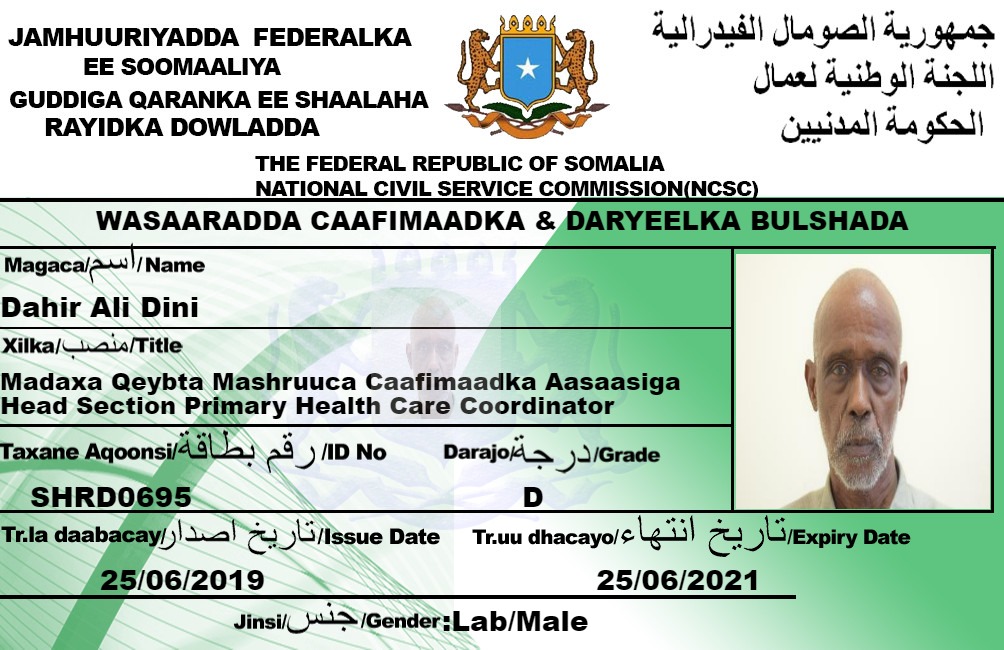 JAMHUURIYADDA FEDERALKA
EE SOOMAALIYA
GUDDIGA QARANKA EE SHAALAHA
RAYIDKA DOWLADDA
جمهورية الصومال الفيدرالية
اللجنة الوطنية لعمال
الحكومة المدنيين
THE FEDERAL REPUBLIC OF SOMALIA
NATIONAL CIVIL SERVICE COMMISSION(NCSC)
WASAARADDA CAAFIMAADKA & DARYEELKA BULSHADA
Magaca/اسم/Name
Dahir Ali Dini
Xilka/منصب/Title
Madaxa Qeybta Mashruuca Caafimaadka Aasaasiga
Head Section Primary Health Care Coordinator
Taxane Aqoonsi/رقم بطاقة/ID No Darajo/درجة/Grade
SHRD0695 D
Tr.la daabacay/تاريخ اصدار/Issue Date Tr.uu dhacayo/تاريخ انتهاء/Expiry Date
25/06/2019 25/06/2021
Jinsi/جنس/Gender:Lab/Male